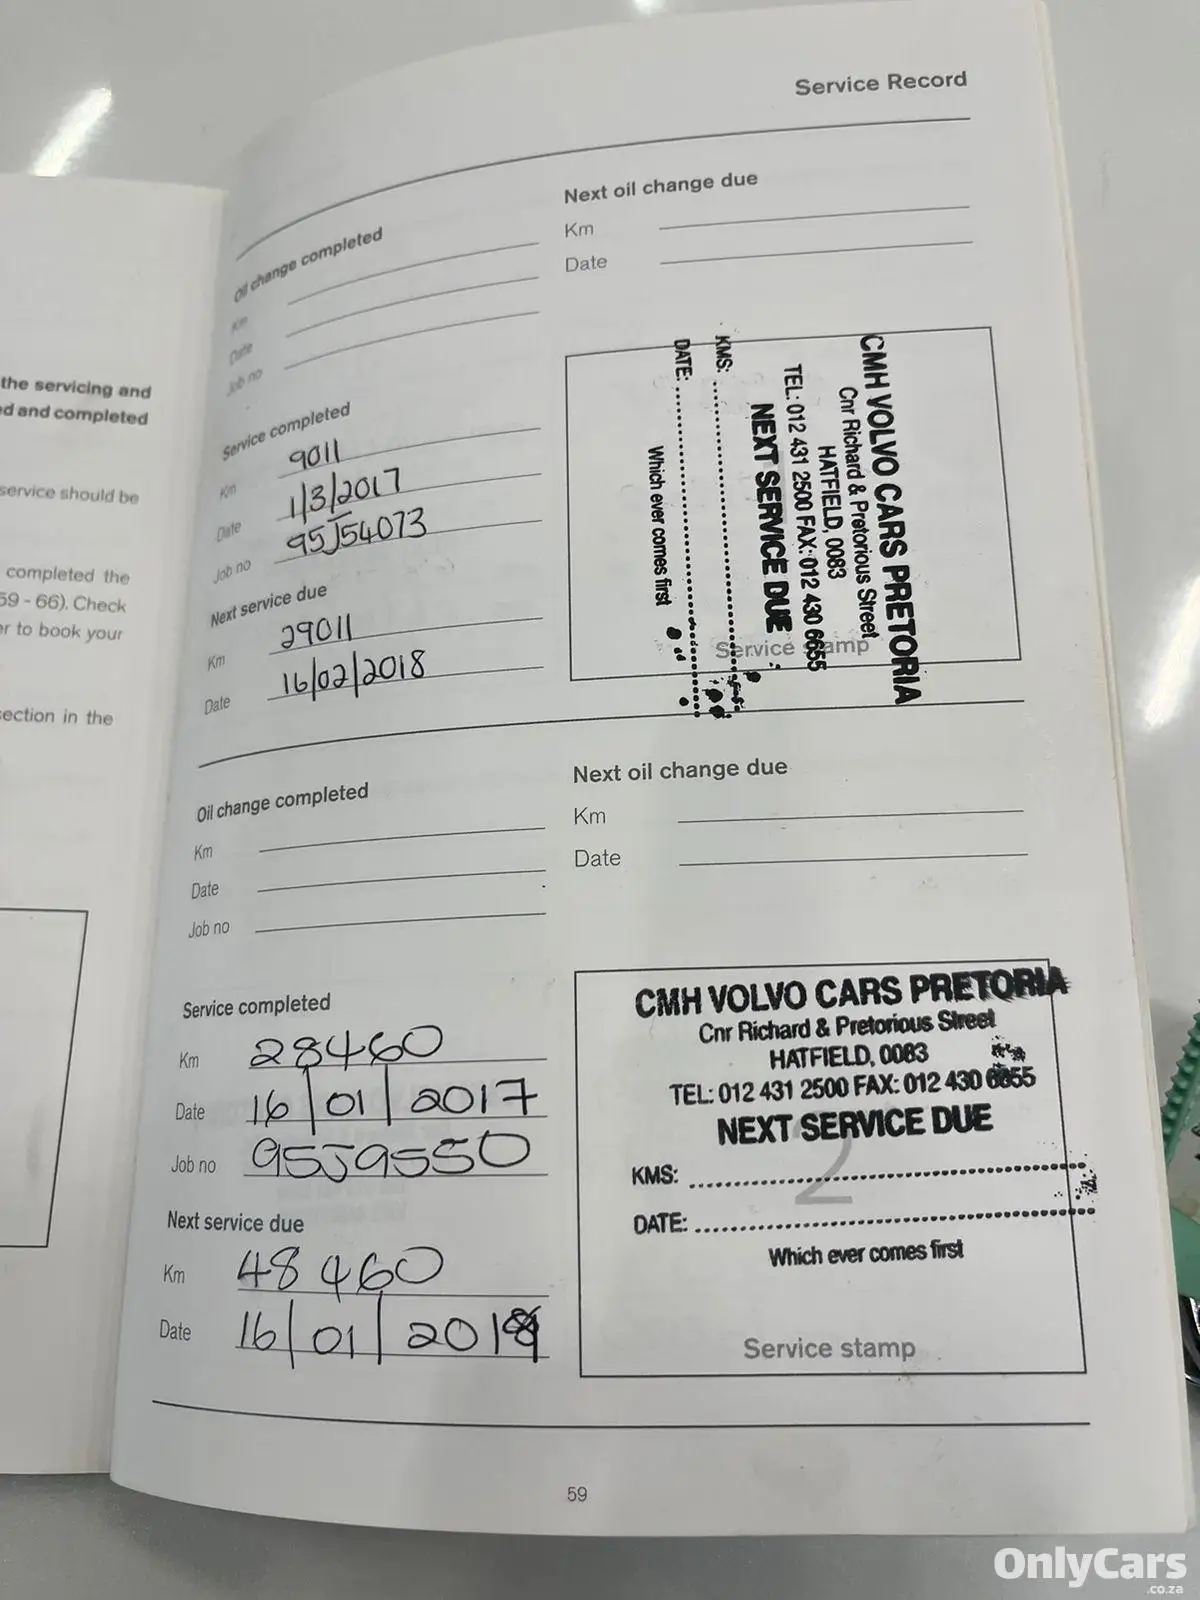 Service Record
the servicing and
ed and completed
service should be
completed the
59 - 66). Check
er to book your
section in the
Oil change completed
Km
Date
Job no
Next oil change due
Km
Date
Service completed
Km 9011
Date 1/3/2017
Job no 95J54073
Next service due
Km 29011
Date 16/02/2018
CMH VOLVO CARS PRETORIA
Cnr Richard & Pretorious Street
HATFIELD, 0083
TEL: 012 431 2500 FAX: 012 430 6655
NEXT SERVICE DUE
KMS:
DATE:
Which ever comes first
Service stamp
Oil change completed
Km
Date
Job no
Next oil change due
Km
Date
Service completed
Km 28460
Date 16/01/2017
Job no 95J9550
Next service due
Km 48460
Date 16/01/2019
CMH VOLVO CARS PRETORIA
Cnr Richard & Pretorious Street
HATFIELD, 0083
TEL: 012 431 2500 FAX: 012 430 6655
NEXT SERVICE DUE
2
KMS:
DATE:
Which ever comes first
Service stamp
59
OnlyCars
.co.za